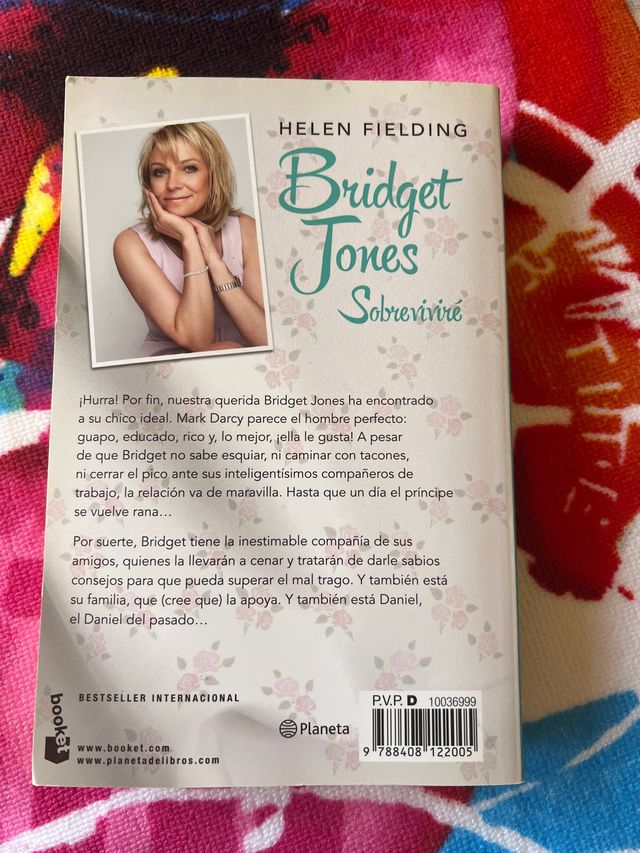 HELEN FIELDING
Bridget
Jones
Sobreviviré
¡Hurra! Por fin, nuestra querida Bridget Jones ha encontrado
a su chico ideal. Mark Darcy parece el hombre perfecto:
guapo, educado, rico y, lo mejor, ¡ella le gusta! A pesar
de que Bridget no sabe esquiar, ni caminar con tacones,
ni cerrar el pico ante sus inteligentísimos compañeros de
trabajo, la relación va de maravilla. Hasta que un día el príncipe
se vuelve rana...
Por suerte, Bridget tiene la inestimable compañía de sus
amigos, quienes la llevarán a cenar y tratarán de darle sabios
consejos para que pueda superar el mal trago. Y también está
su familia, que (cree que) la apoya. Y también está Daniel,
el Daniel del pasado...
BESTSELLER INTERNACIONAL
booket
www.booket.com
www.planetadelibros.com
Planeta
P.V.P. D 10036999
9 788408 122005